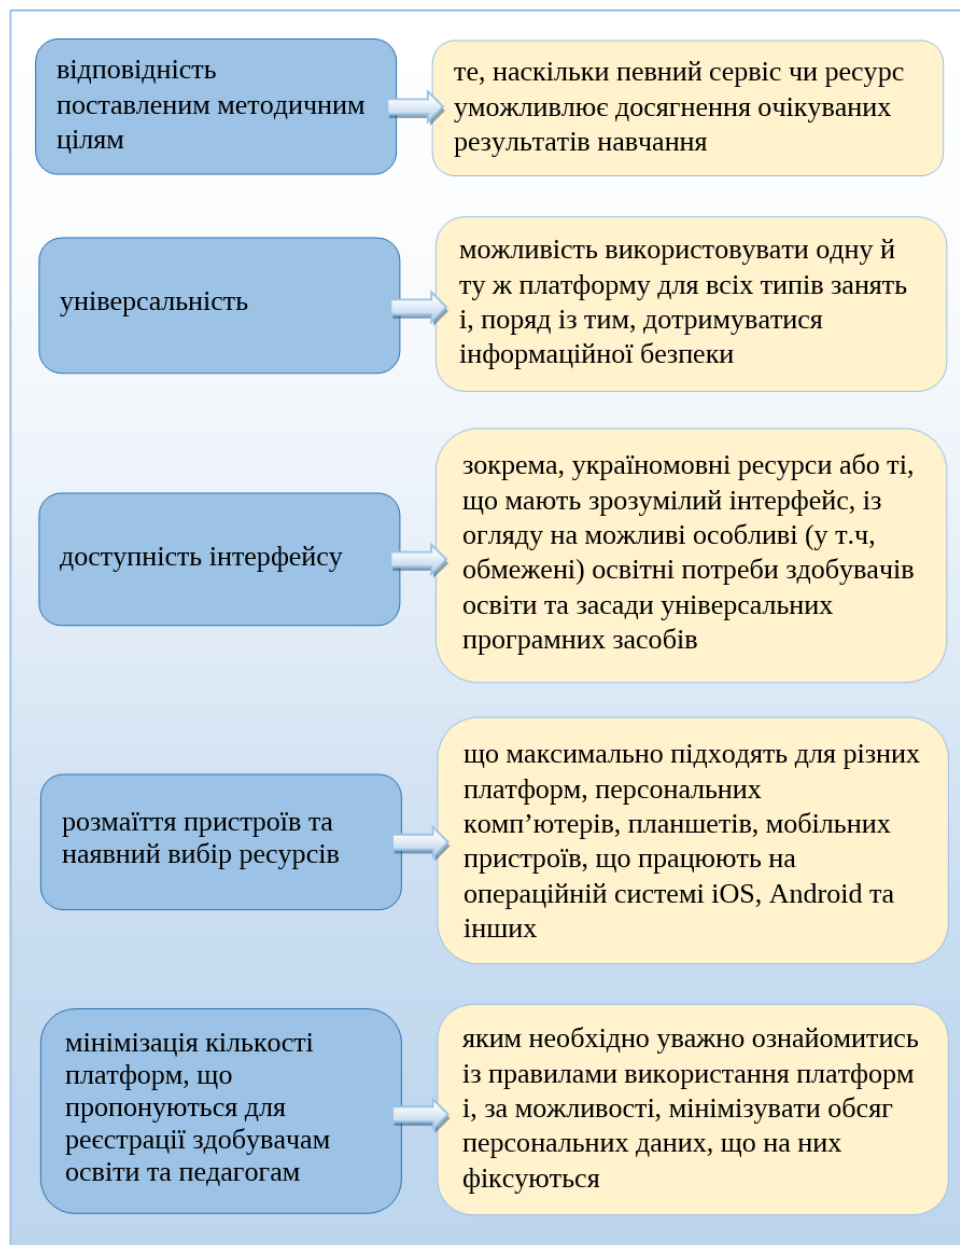 відповідність
поставленим методичним
цілям
те, наскільки певний сервіс чи ресурс
уможливлює досягнення очікуваних
результатів навчання
універсальність
можливість використовувати одну й
ту ж платформу для всіх типів занять
і, поряд із тим, дотримуватися
інформаційної безпеки
доступність інтерфейсу
зокрема, україномовні ресурси або ті,
що мають зрозумілий інтерфейс, із
огляду на можливі особливі (у т.ч,
обмежені) освітні потреби здобувачів
освіти та засади універсальних
програмних засобів
розмаїття пристроїв та
наявний вибір ресурсів
що максимально підходять для різних
платформ, персональних
комп’ютерів, планшетів, мобільних
пристроїв, що працюють на
операційній системі iOS, Android та
інших
мінімізація кількості
платформ, що
пропонуються для
реєстрації здобувачам
освіти та педагогам
яким необхідно уважно ознайомитись
із правилами використання платформ
і, за можливості, мінімізувати обсяг
персональних даних, що на них
фіксуються